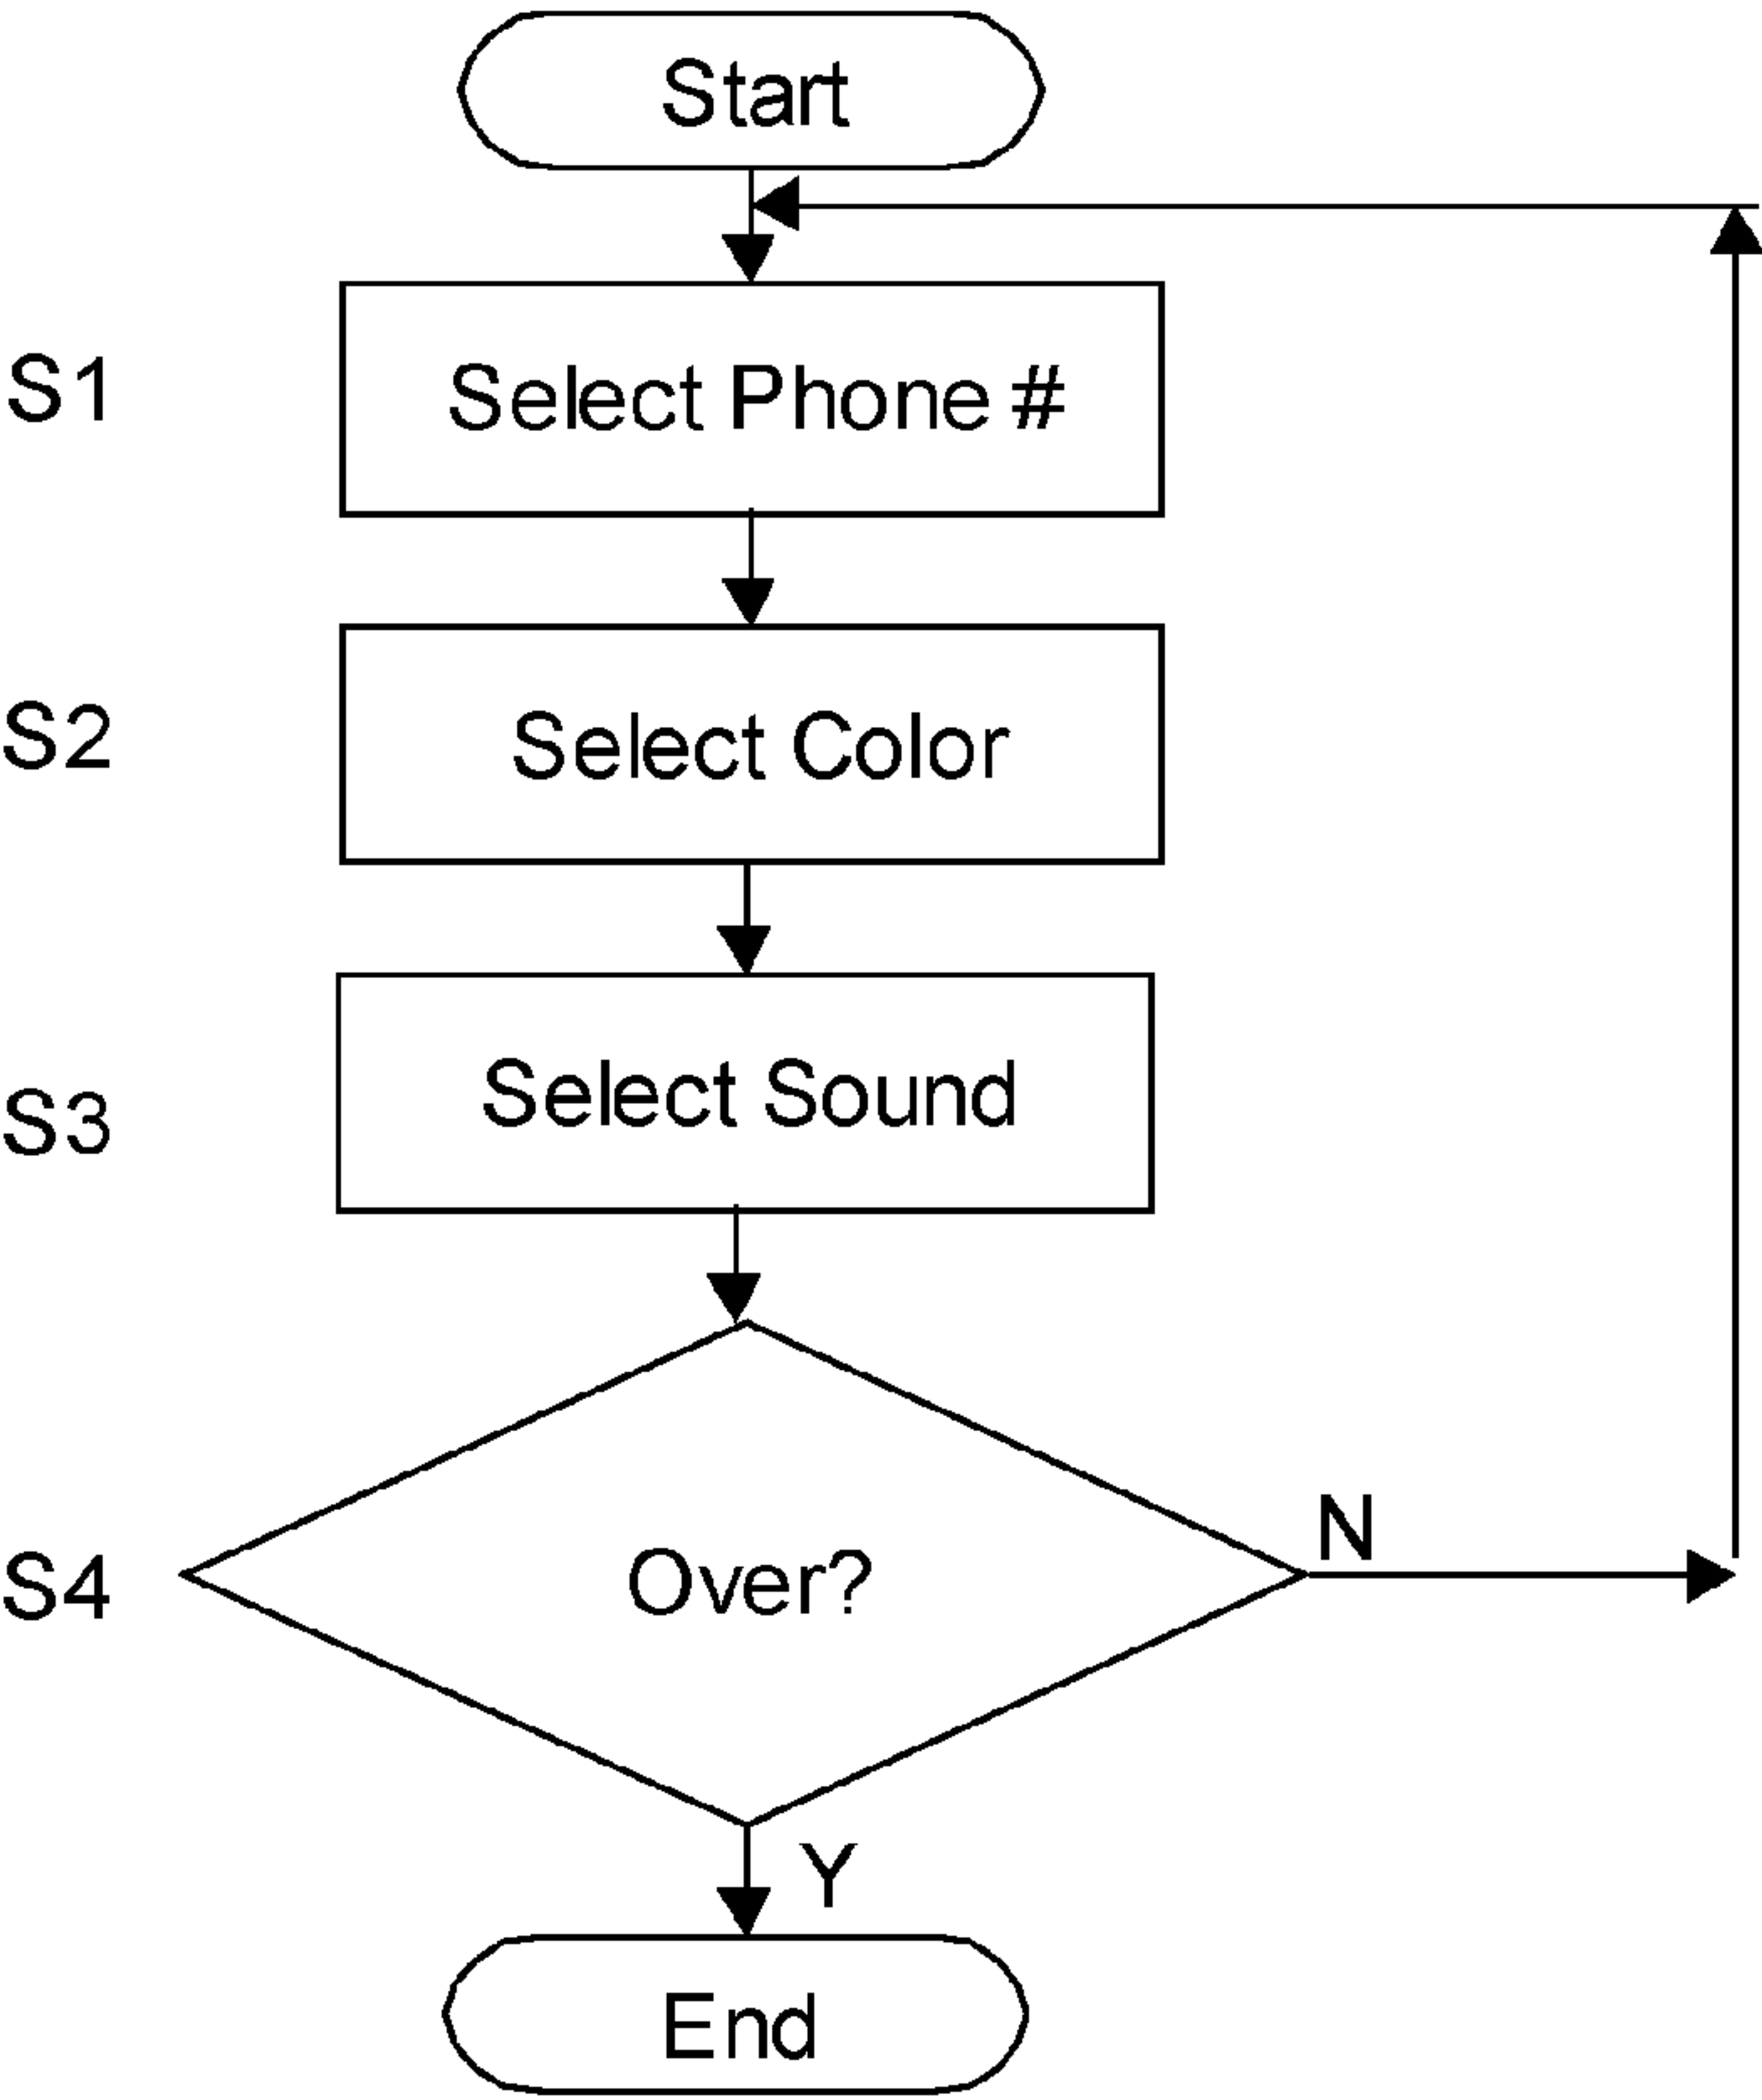 Start
S1
Select Phone #
S2
Select Color
S3
Select Sound
S4
Over?
N
Y
End